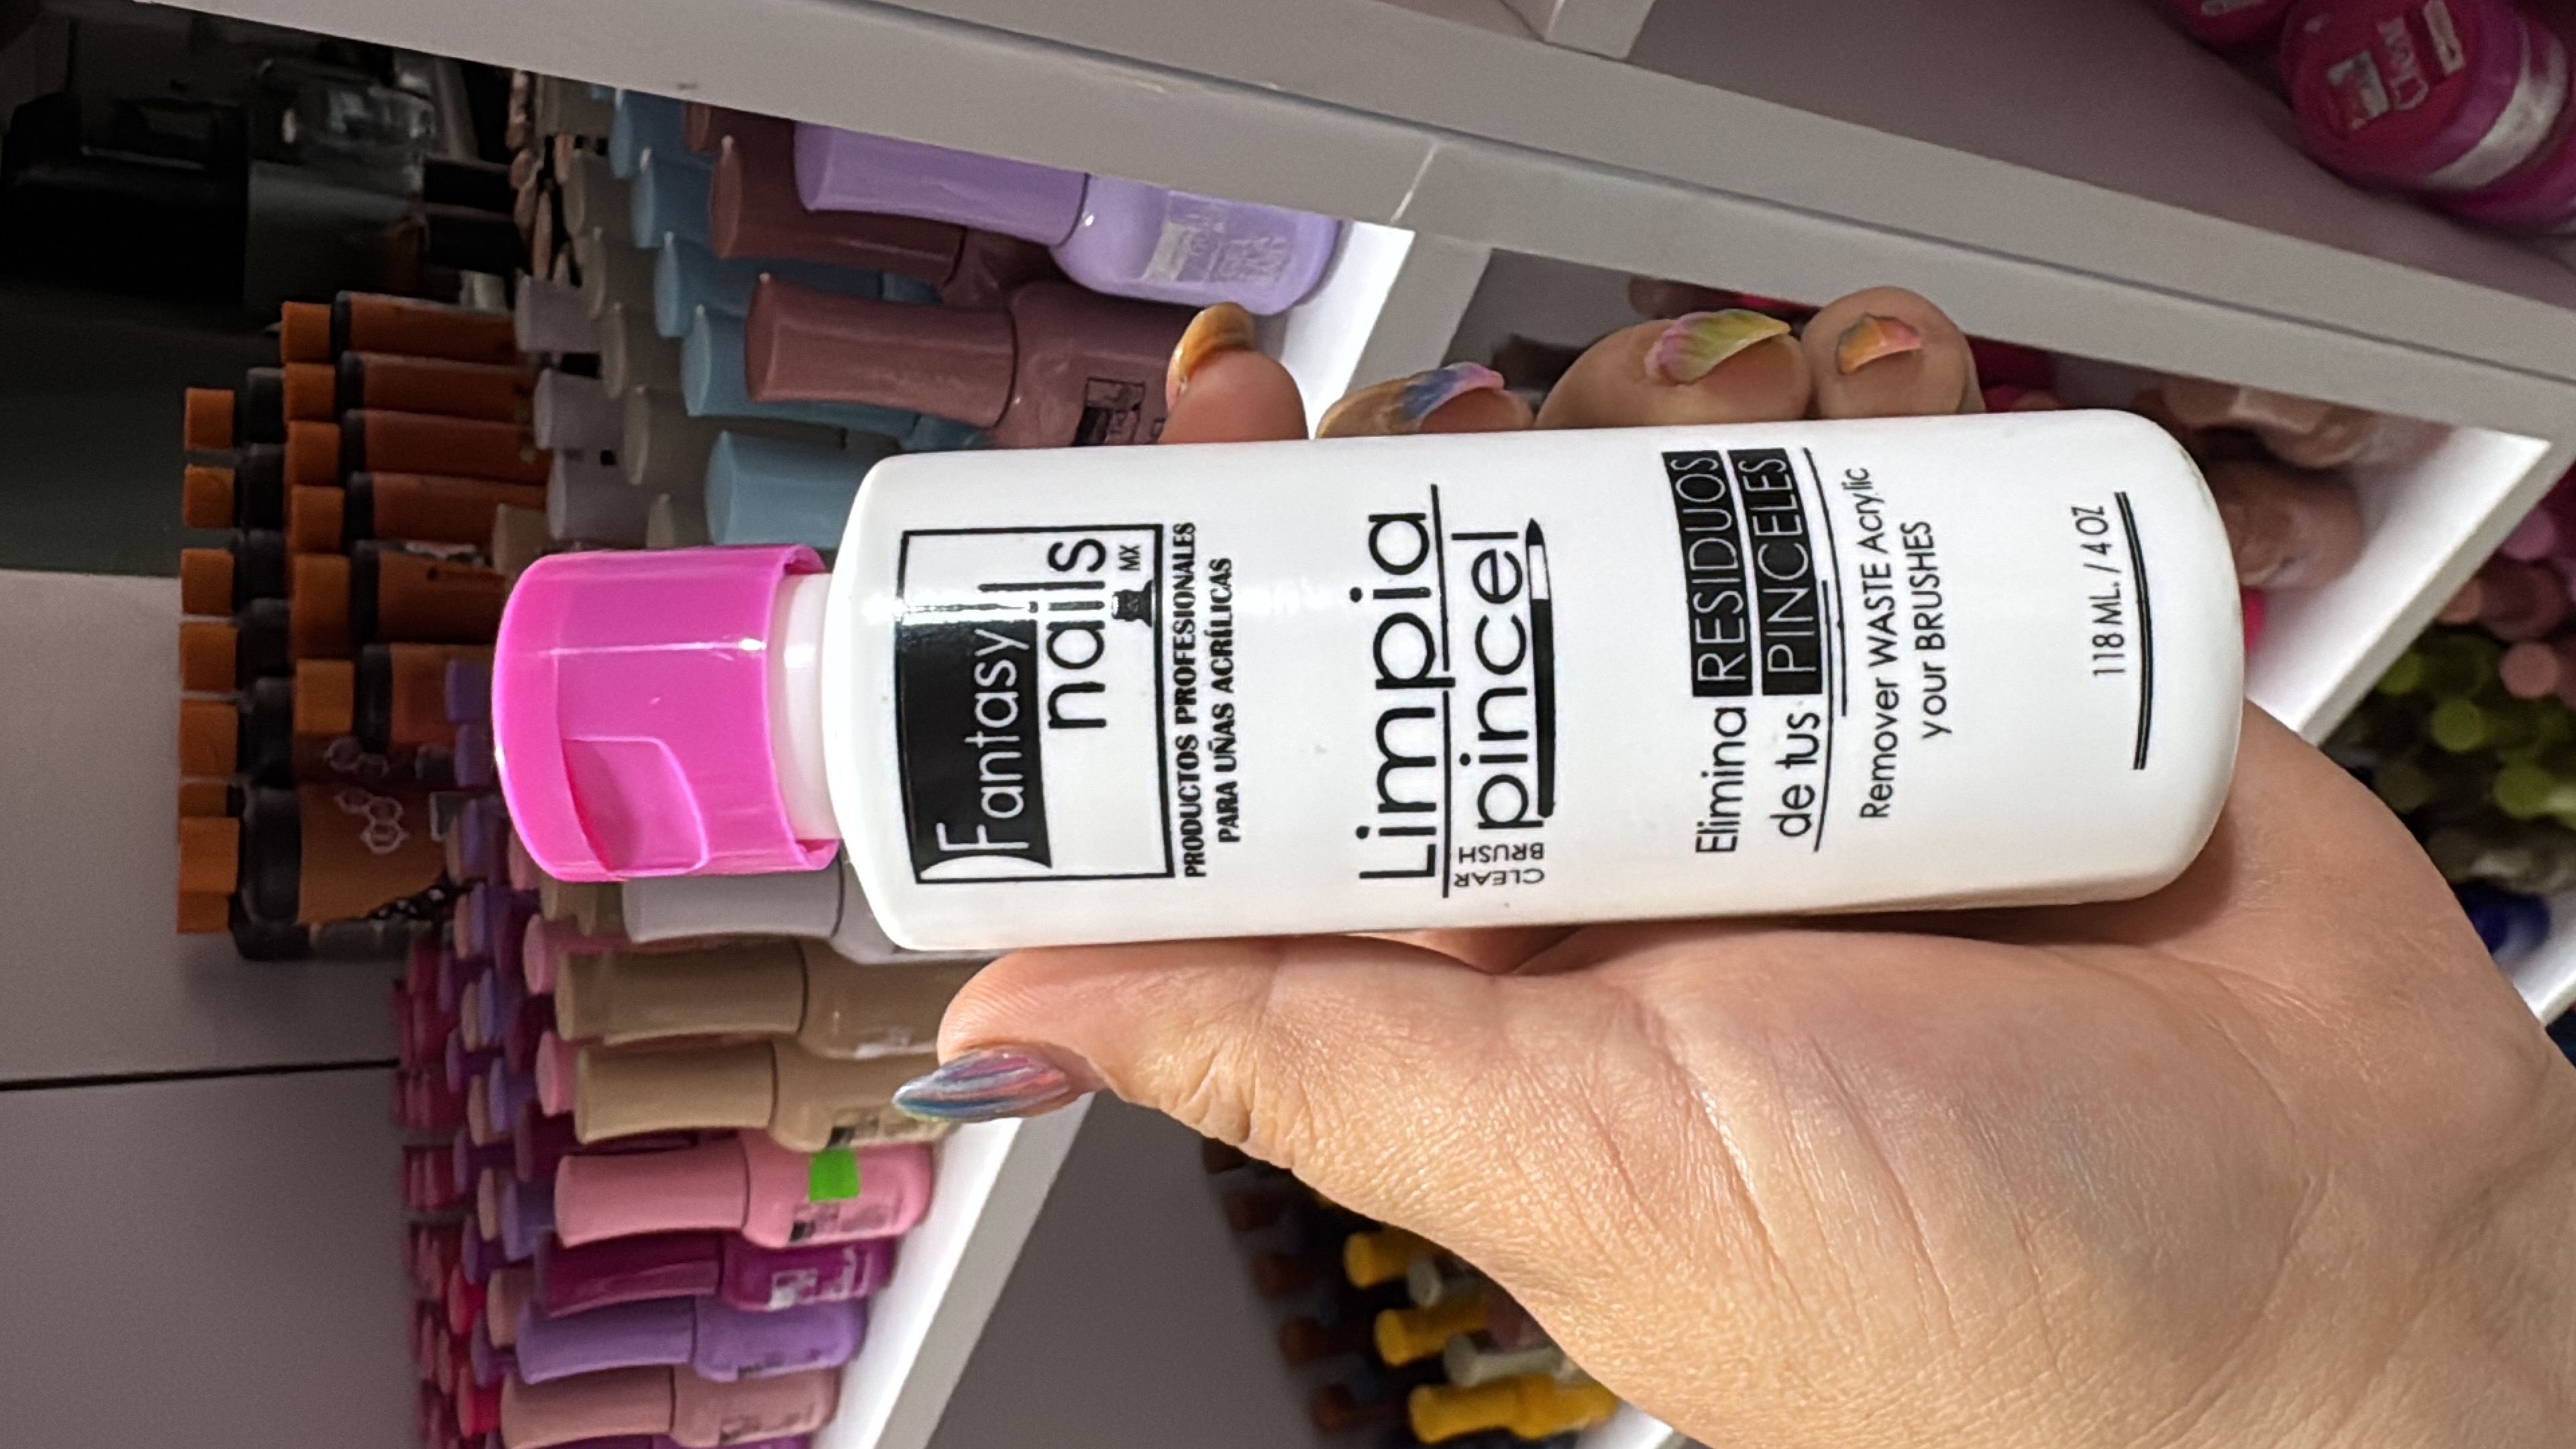 Fantasy
nails
MX
PRODUCTOS PROFESIONALES
PARA UÑAS ACRÍLICAS
Limpia
CLEAR
BRUSH
pincel
Elimina RESIDUOS
de tus PINCELES
Remover WASTE Acrylic
your BRUSHES
118 ML. / 4 OZ